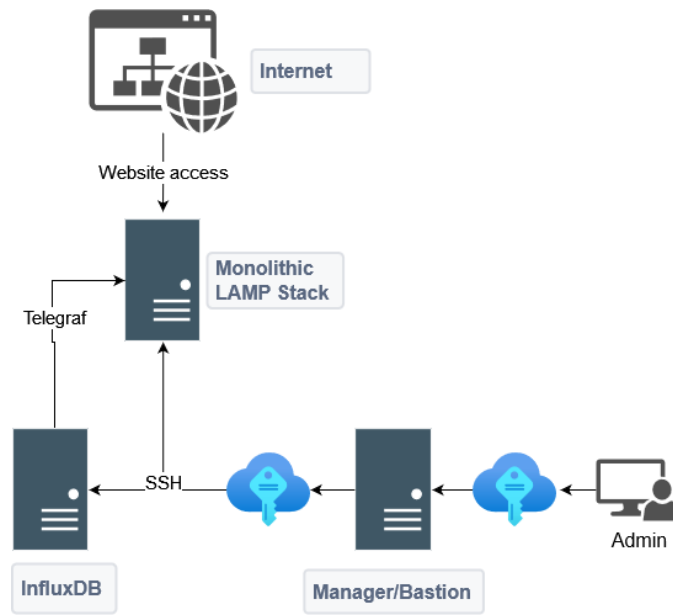 Internet
Website access
Monolithic
LAMP Stack
Telegraf
SSH
Admin
InfluxDB
Manager/Bastion